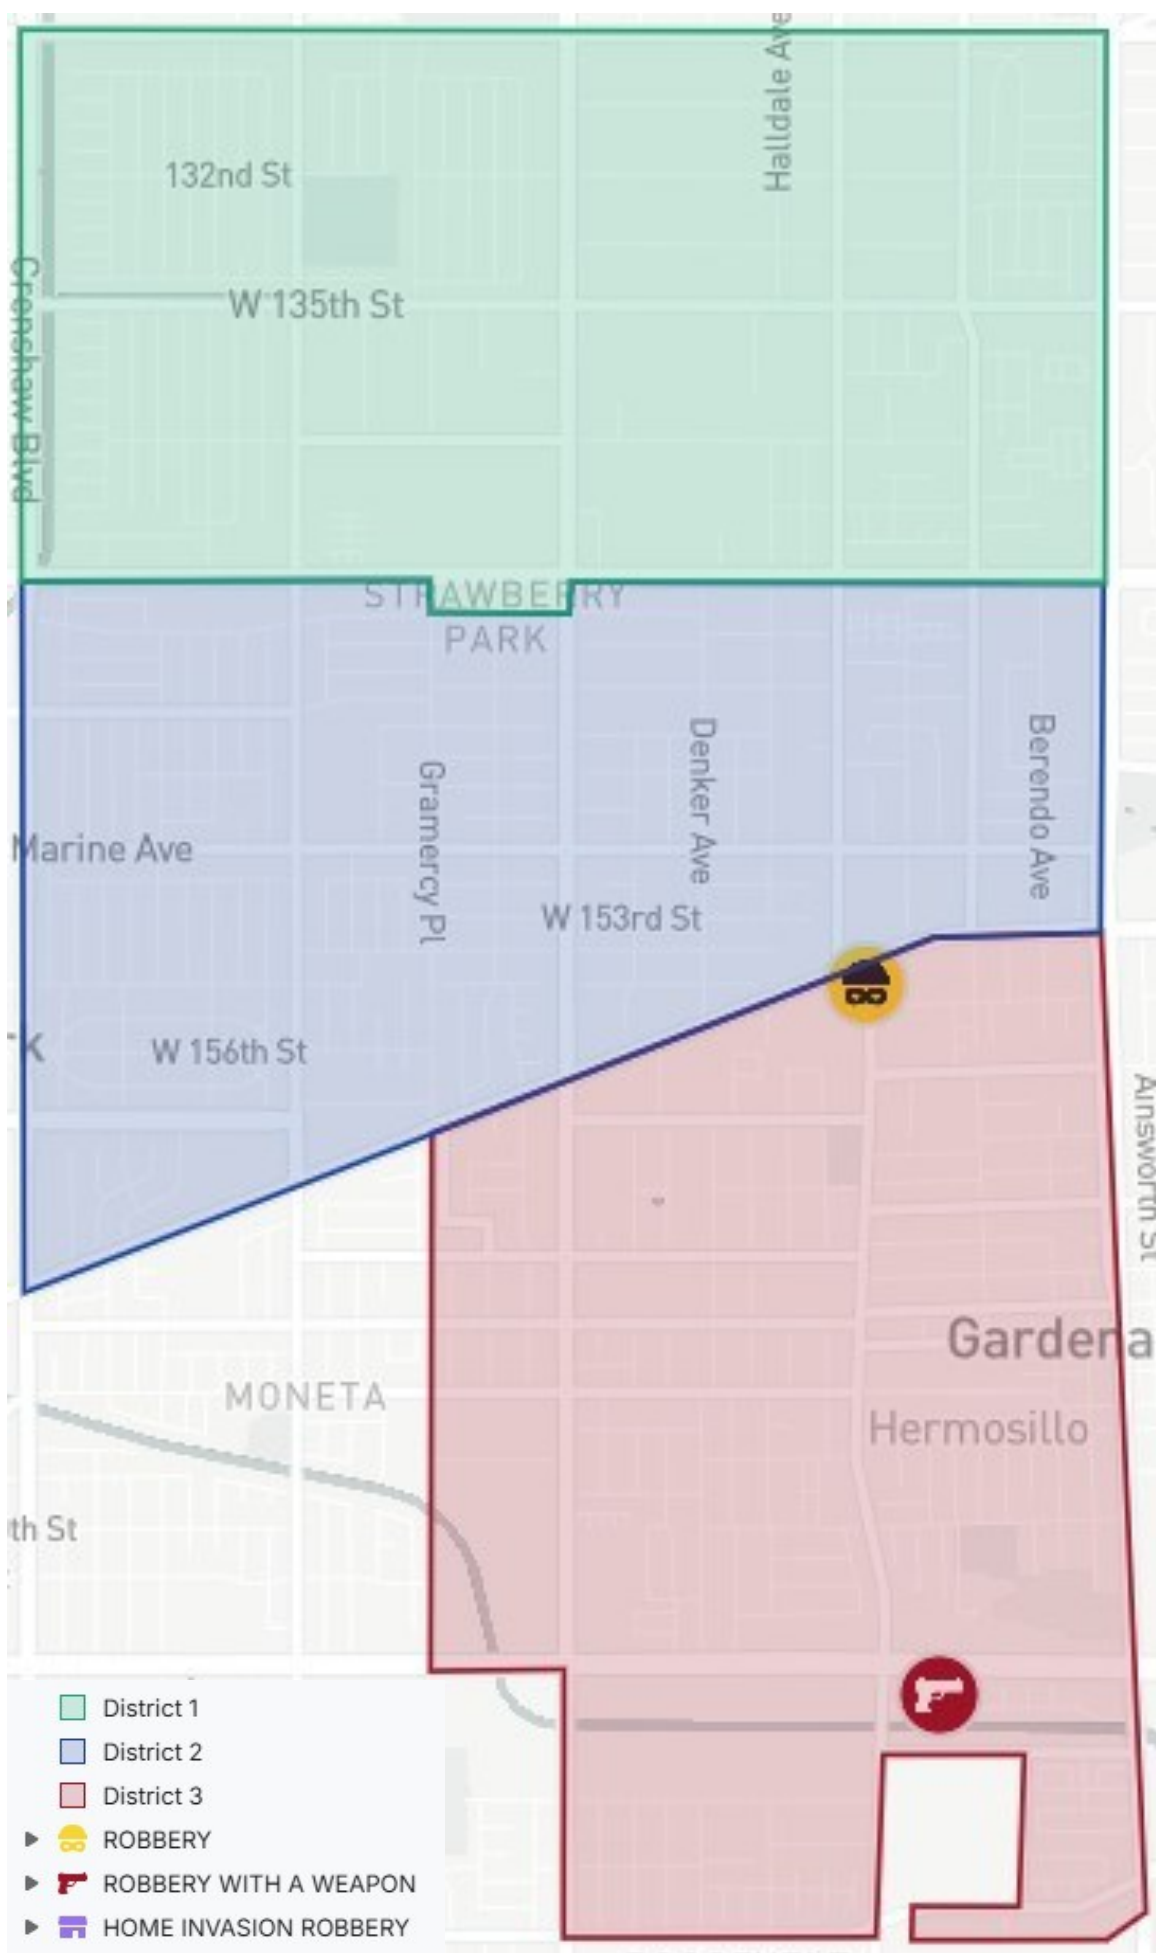 Halldale Ave
132nd St
Crenshaw Blvd
W 135th St
STRAWBERRY
PARK
Gramercy Pl
Denker Ave
Berendo Ave
Marine Ave
W 153rd St
W 156th St
Ainsworth St
Gardena
MONETA
Hermosillo
th St
District 1
District 2
District 3
ROBBERY
ROBBERY WITH A WEAPON
HOME INVASION ROBBERY